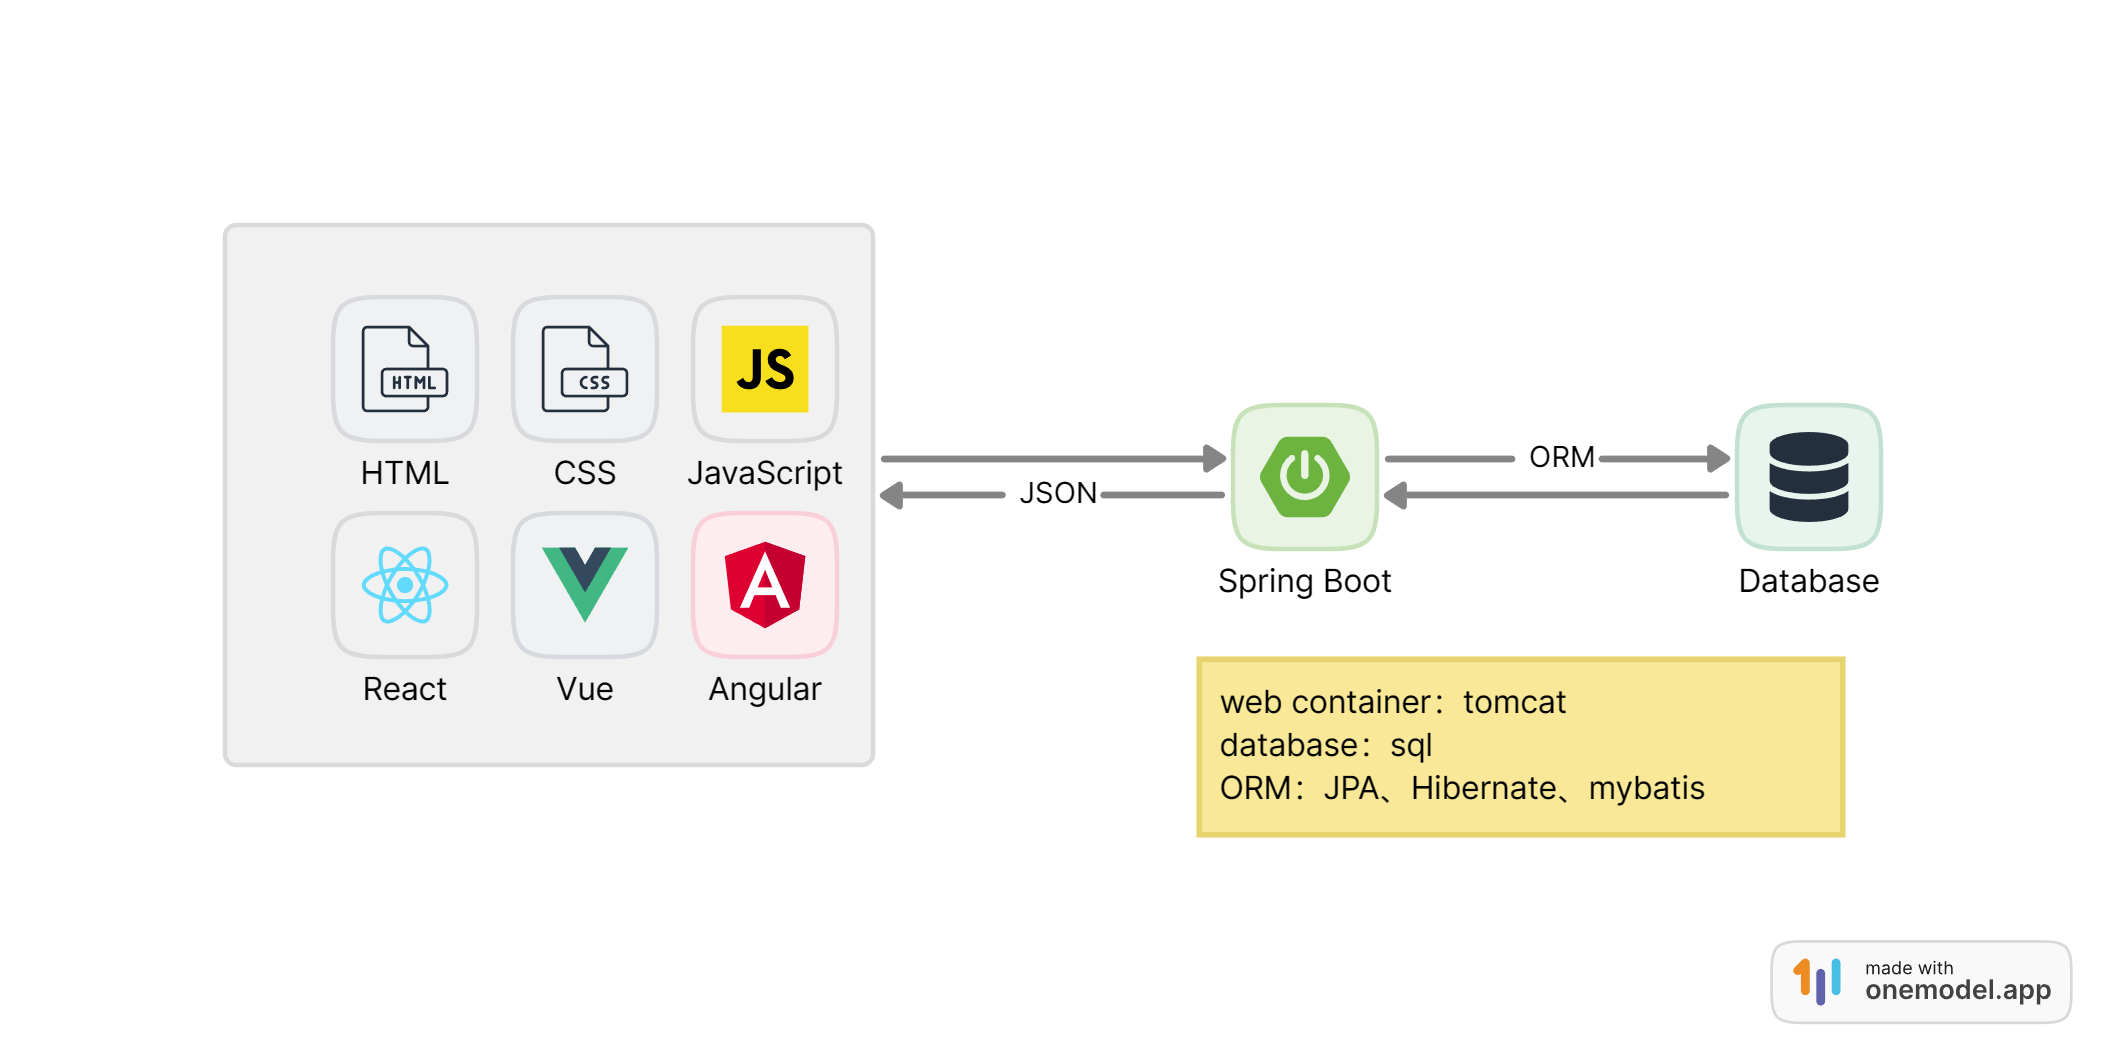 HTML
CSS
JS
HTML
CSS
JavaScript
React
Vue
Angular
JSON
ORM
Spring Boot
Database
web container：tomcat
database：sql
ORM：JPA、Hibernate、mybatis
made with
onemodel.app